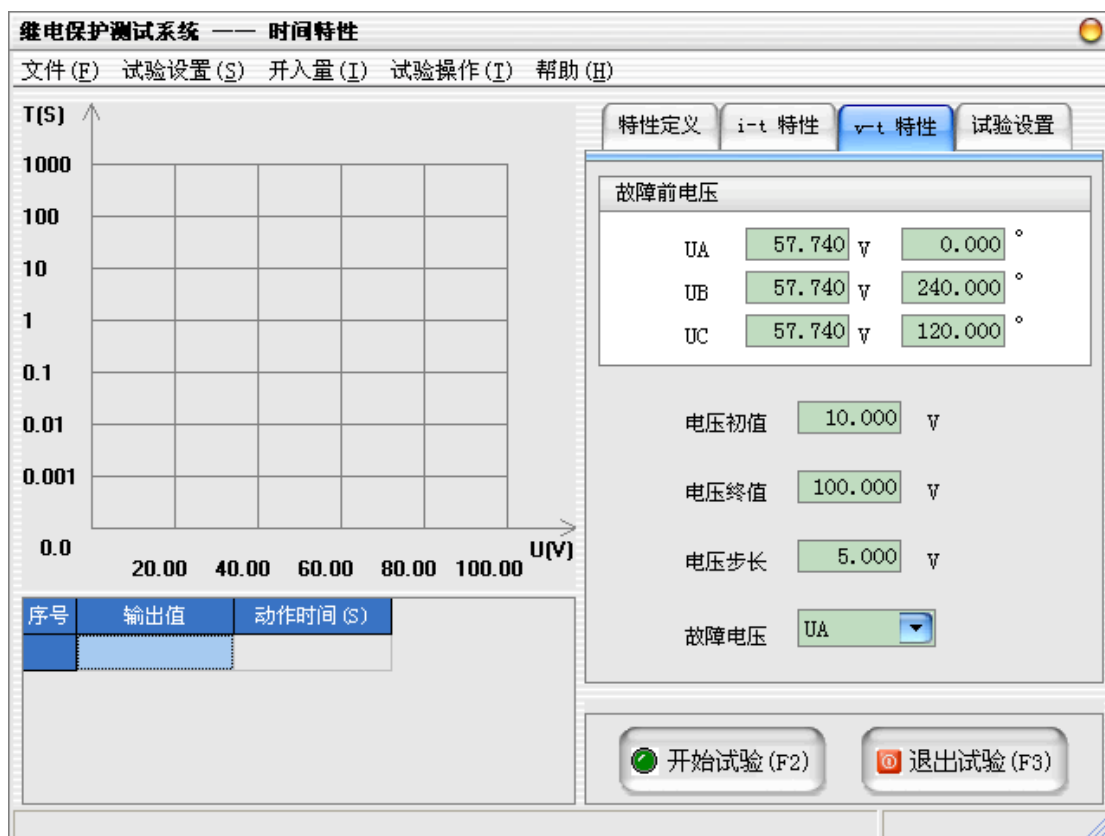 继电保护测试系统 —— 时间特性
文件(F) 试验设置(S) 开入量(I) 试验操作(T) 帮助(H)
T(S)
1000
100
10
1
0.1
0.01
0.001
0.0
20.00 40.00 60.00 80.00 100.00
U(V)
序号 输出值 动作时间(S)
特性定义 i-t 特性 v-t 特性 试验设置
故障前电压
UA 57.740 V 0.000 °
UB 57.740 V 240.000 °
UC 57.740 V 120.000 °
电压初值 10.000 V
电压终值 100.000 V
电压步长 5.000 V
故障电压 UA
开始试验(F2) 退出试验(F3)